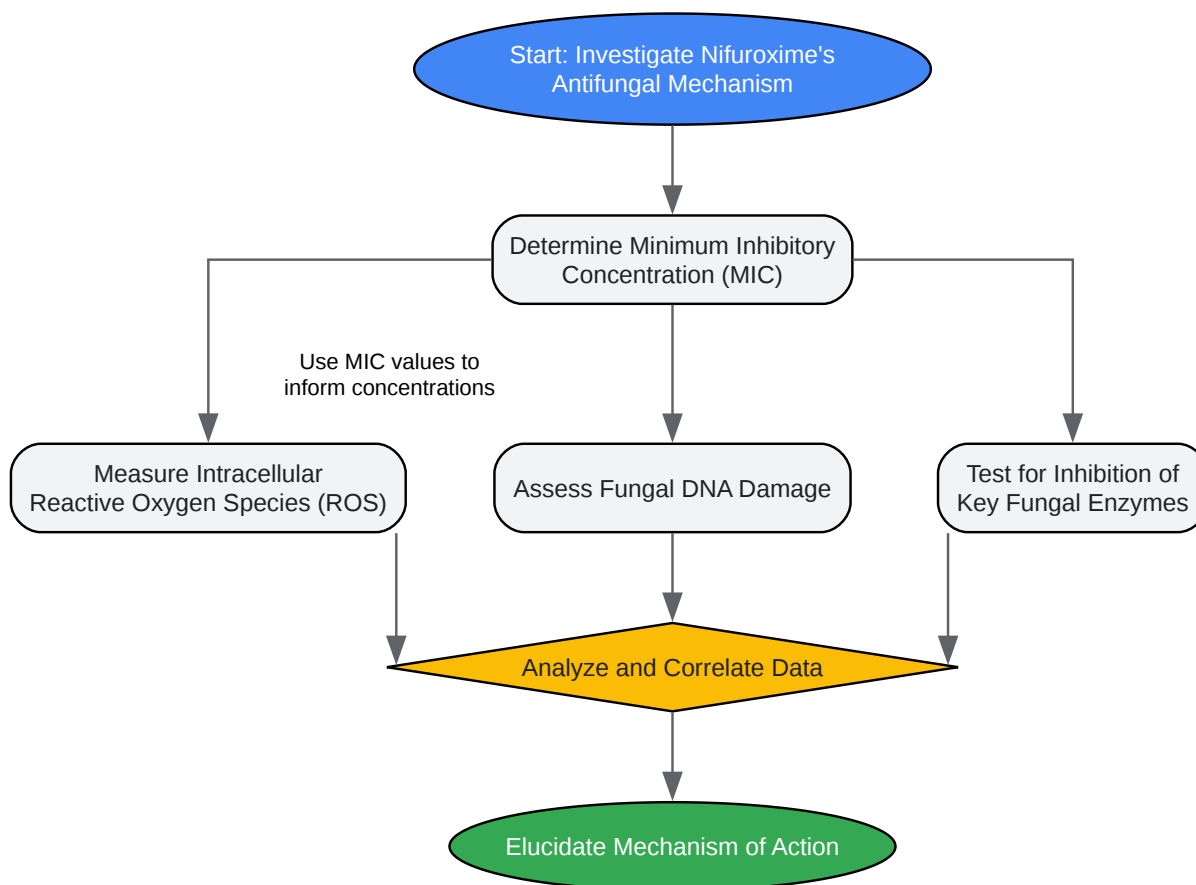 Start: Investigate Nifuroxime's
Antifungal Mechanism
Determine Minimum Inhibitory
Concentration (MIC)
Use MIC values to
inform concentrations
Measure Intracellular
Reactive Oxygen Species (ROS)
Assess Fungal DNA Damage
Test for Inhibition of
Key Fungal Enzymes
Analyze and Correlate Data
Elucidate Mechanism of Action